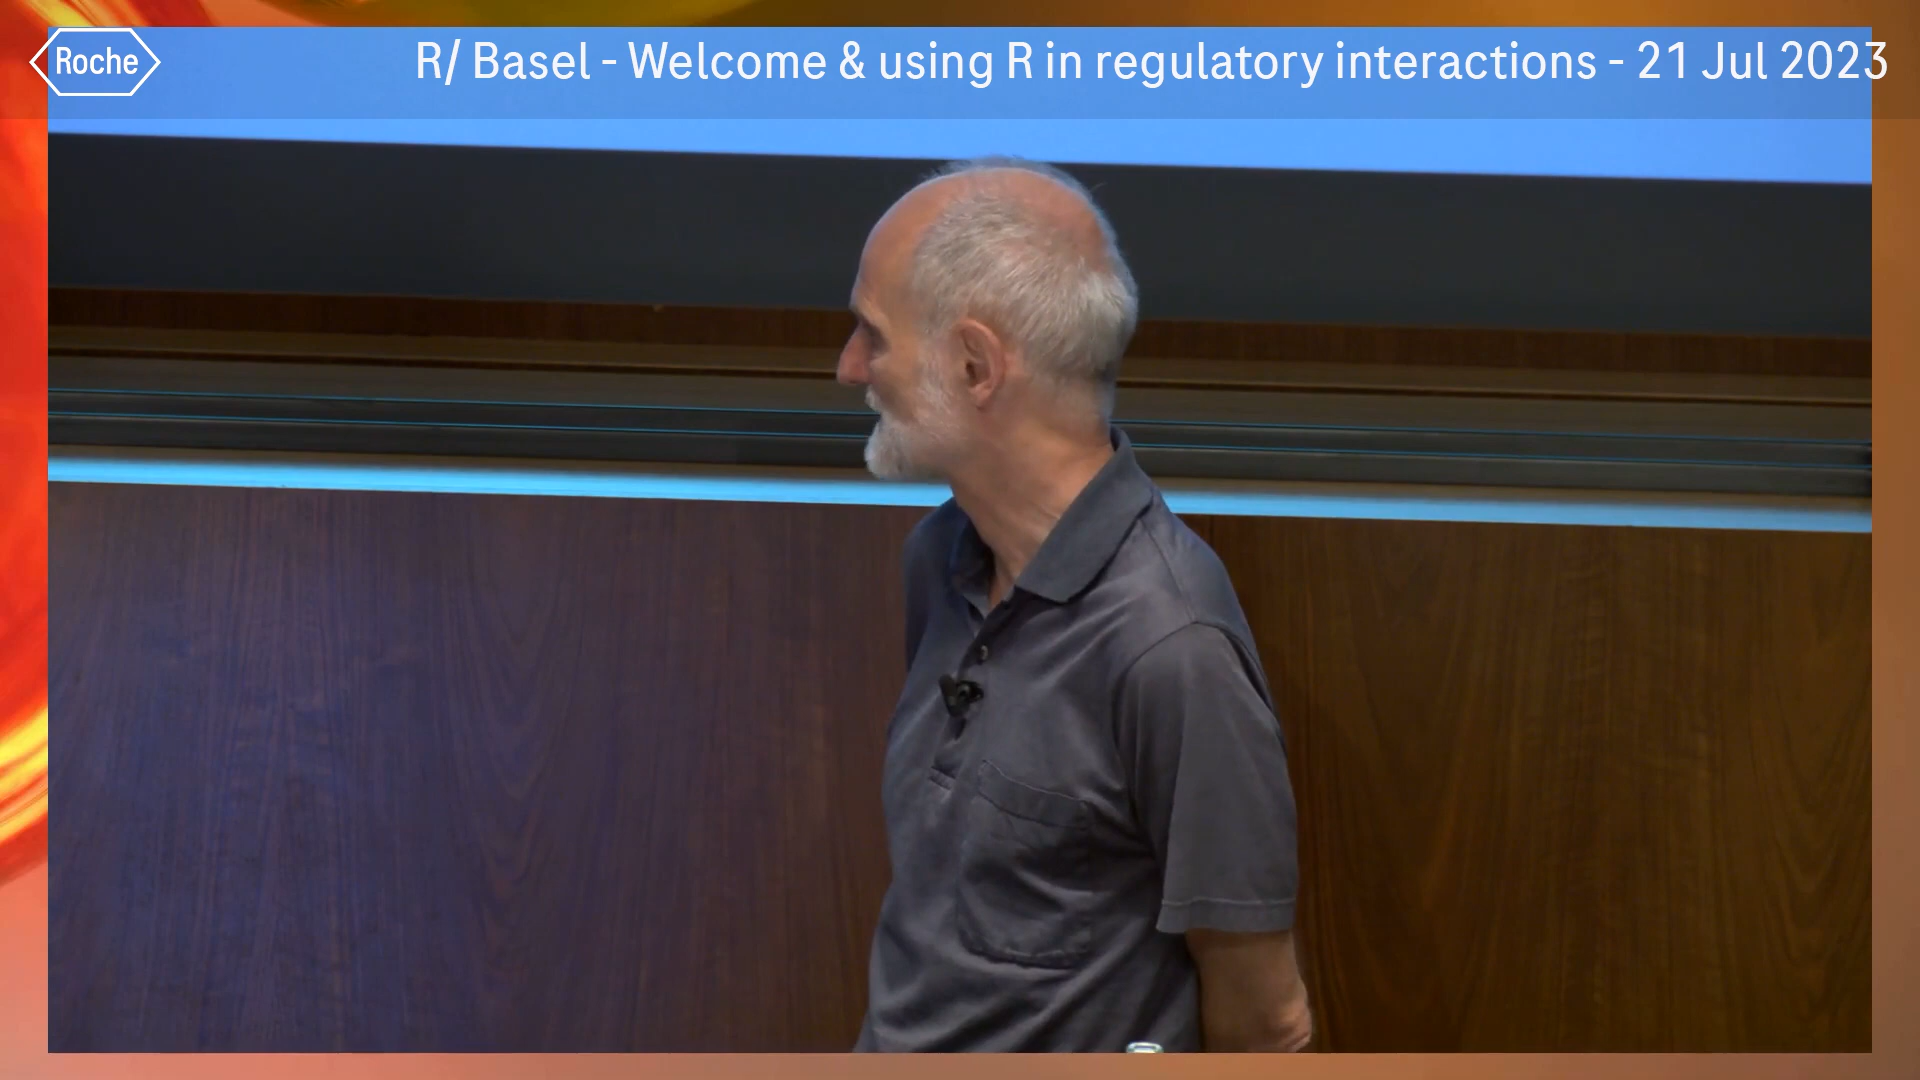 Roche
R/ Basel - Welcome & using R in regulatory interactions - 21 Jul 2023